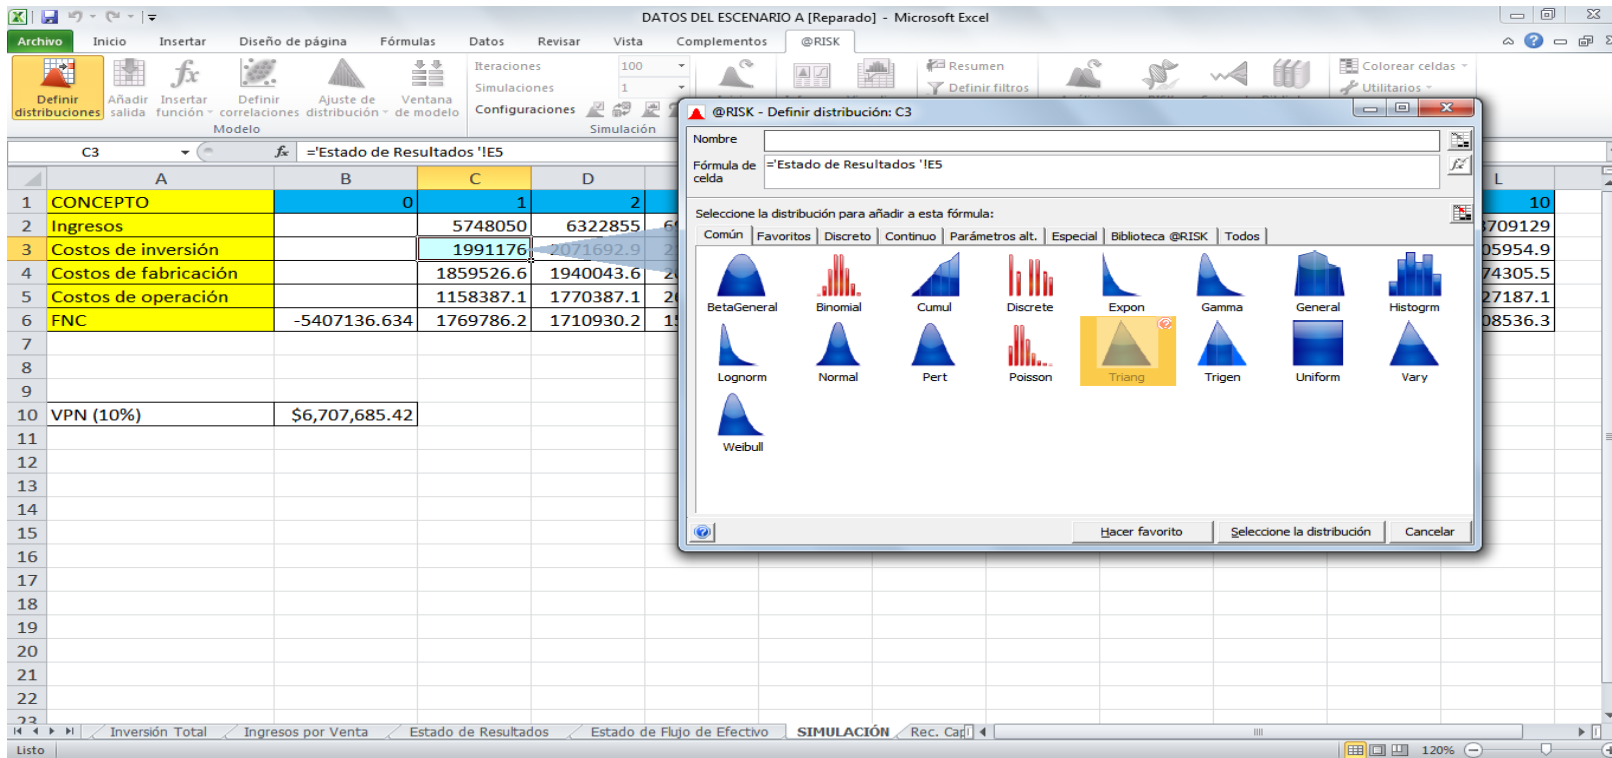 DATOS DEL ESCENARIO A [Reparado] - Microsoft Excel
Archivo Inicio Insertar Diseño de página Fórmulas Datos Revisar Vista Complementos @RISK
Definir distribuciones
Añadir salida
Insertar función
Definir correlaciones
Ajuste de distribución
Ventana de modelo
Modelo
Iteraciones 100
Simulaciones 1
Configuraciones
Simulación
Resumen
Definir filtros
Colorear celdas
Utilitarios
C3 fx ='Estado de Resultados '!E5
A B C D L
1 CONCEPTO 0 1 2 10
2 Ingresos 5748050 6322855
3 Costos de inversión 1991176 2071692.9
4 Costos de fabricación 1859526.6 1940043.6
5 Costos de operación 1158387.1 1770387.1
6 FNC -5407136.634 1769786.2 1710930.2
7
8
9
10 VPN (10%) $6,707,685.42
11
12
13
14
15
16
17
18
19
20
21
22
23
@RISK - Definir distribución: C3
Nombre
Fórmula de celda ='Estado de Resultados '!E5
Seleccione la distribución para añadir a esta fórmula:
Común Favoritos Discreto Continuo Parámetros alt. Especial Biblioteca @RISK Todos
BetaGeneral Binomial Cumul Discrete Expon Gamma General Histogrm
Lognorm Normal Pert Poisson Triang Trigen Uniform Vary
Weibull
Hacer favorito Seleccione la distribución Cancelar
Inversión Total Ingresos por Venta Estado de Resultados Estado de Flujo de Efectivo SIMULACIÓN Rec. Cap
Listo 120%